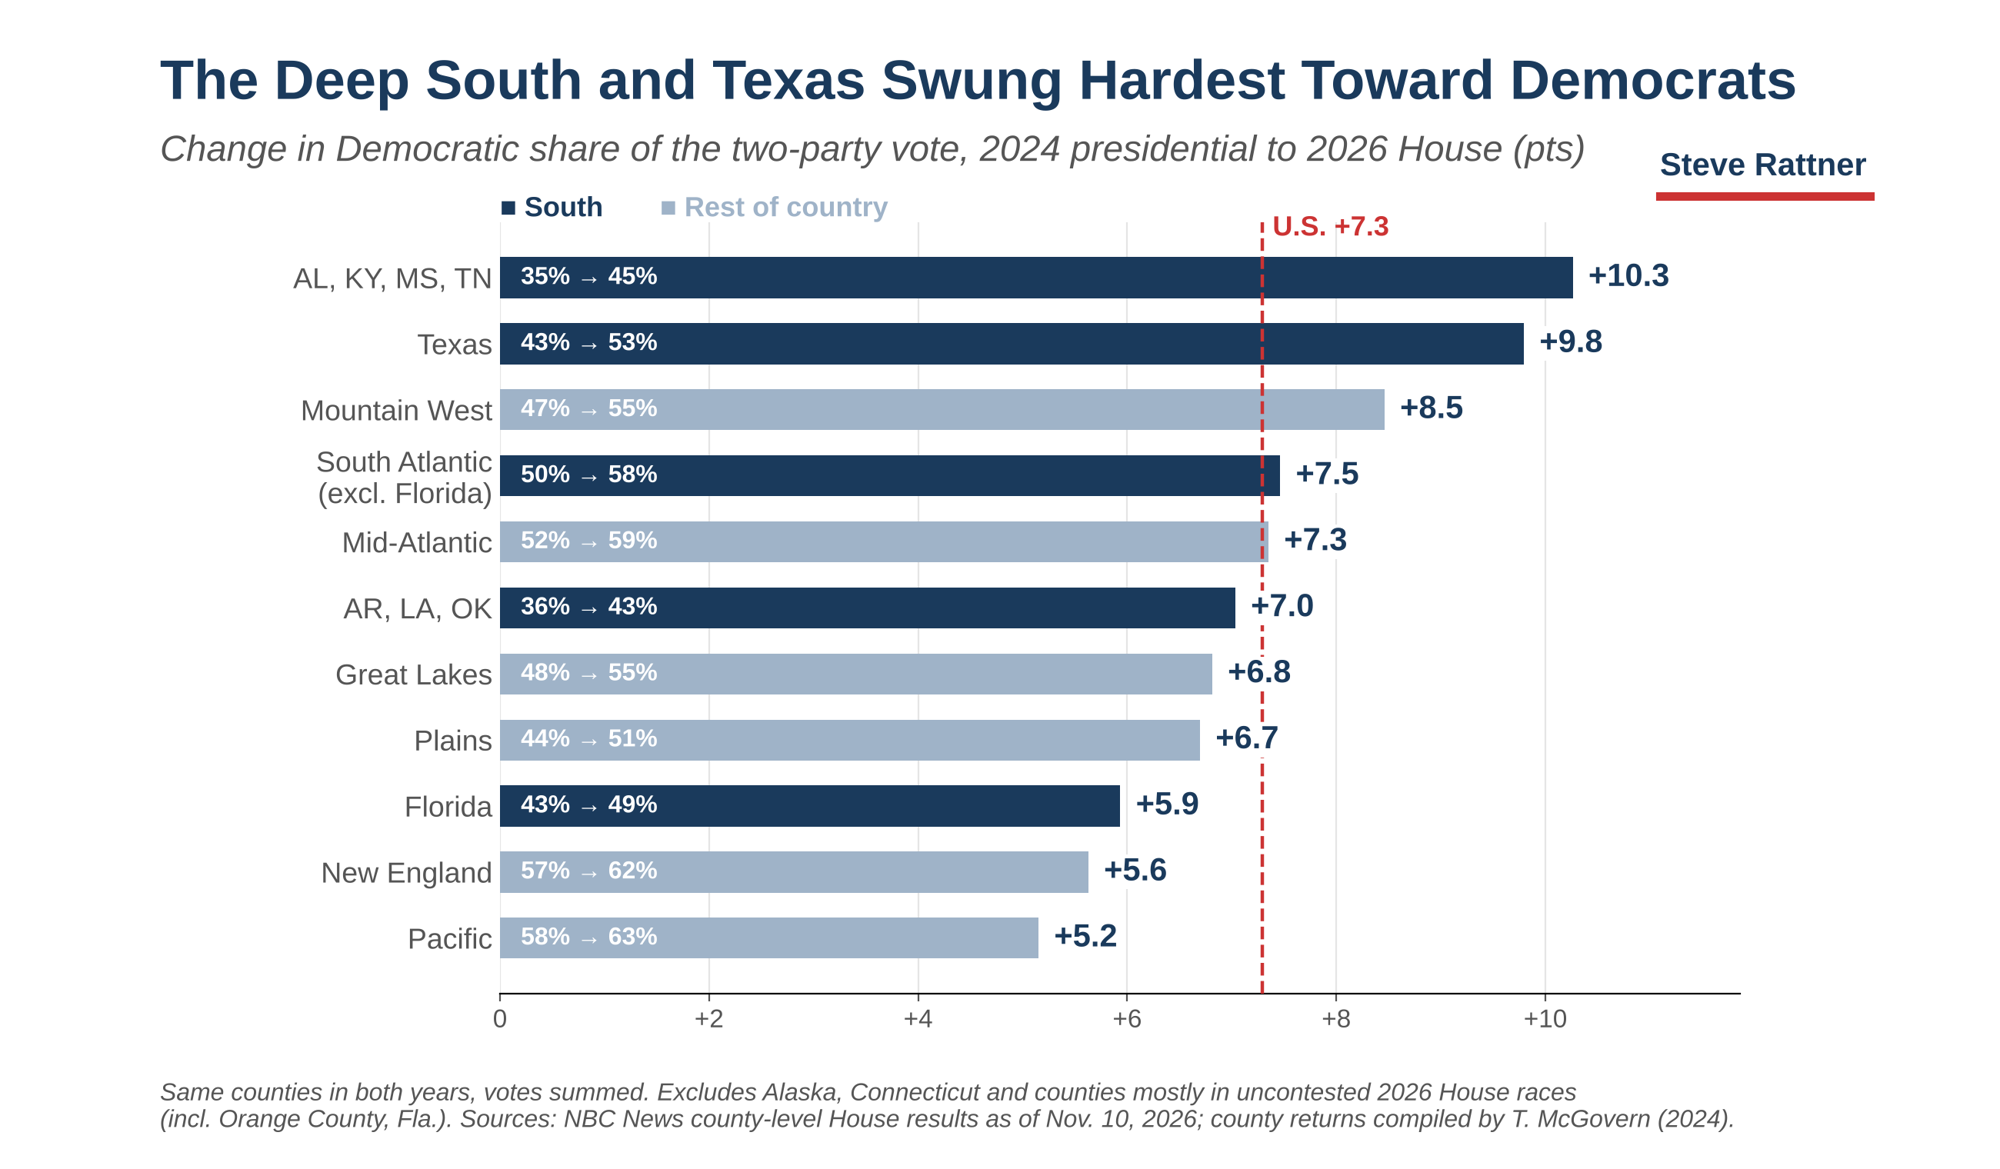 The Deep South and Texas Swung Hardest Toward Democrats
Change in Democratic share of the two-party vote, 2024 presidential to 2026 House (pts)
Steve Rattner
■ South ■ Rest of country
U.S. +7.3
AL, KY, MS, TN 35% → 45% +10.3
Texas 43% → 53% +9.8
Mountain West 47% → 55% +8.5
South Atlantic
(excl. Florida) 50% → 58% +7.5
Mid-Atlantic 52% → 59% +7.3
AR, LA, OK 36% → 43% +7.0
Great Lakes 48% → 55% +6.8
Plains 44% → 51% +6.7
Florida 43% → 49% +5.9
New England 57% → 62% +5.6
Pacific 58% → 63% +5.2
0 +2 +4 +6 +8 +10
Same counties in both years, votes summed. Excludes Alaska, Connecticut and counties mostly in uncontested 2026 House races
(incl. Orange County, Fla.). Sources: NBC News county-level House results as of Nov. 10, 2026; county returns compiled by T. McGovern (2024).